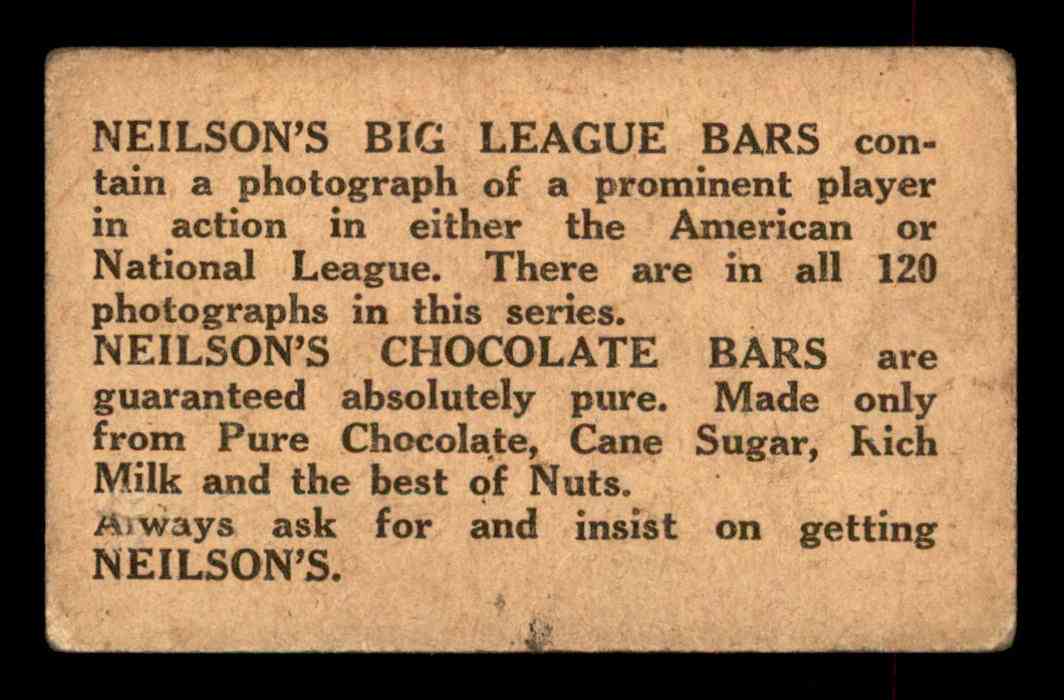 NEILSON'S BIG LEAGUE BARS con-
tain a photograph of a prominent player
in action in either the American or
National League. There are in all 120
photographs in this series.
NEILSON'S CHOCOLATE BARS are
guaranteed absolutely pure. Made only
from Pure Chocolate, Cane Sugar, Rich
Milk and the best of Nuts.
Always ask for and insist on getting
NEILSON'S.